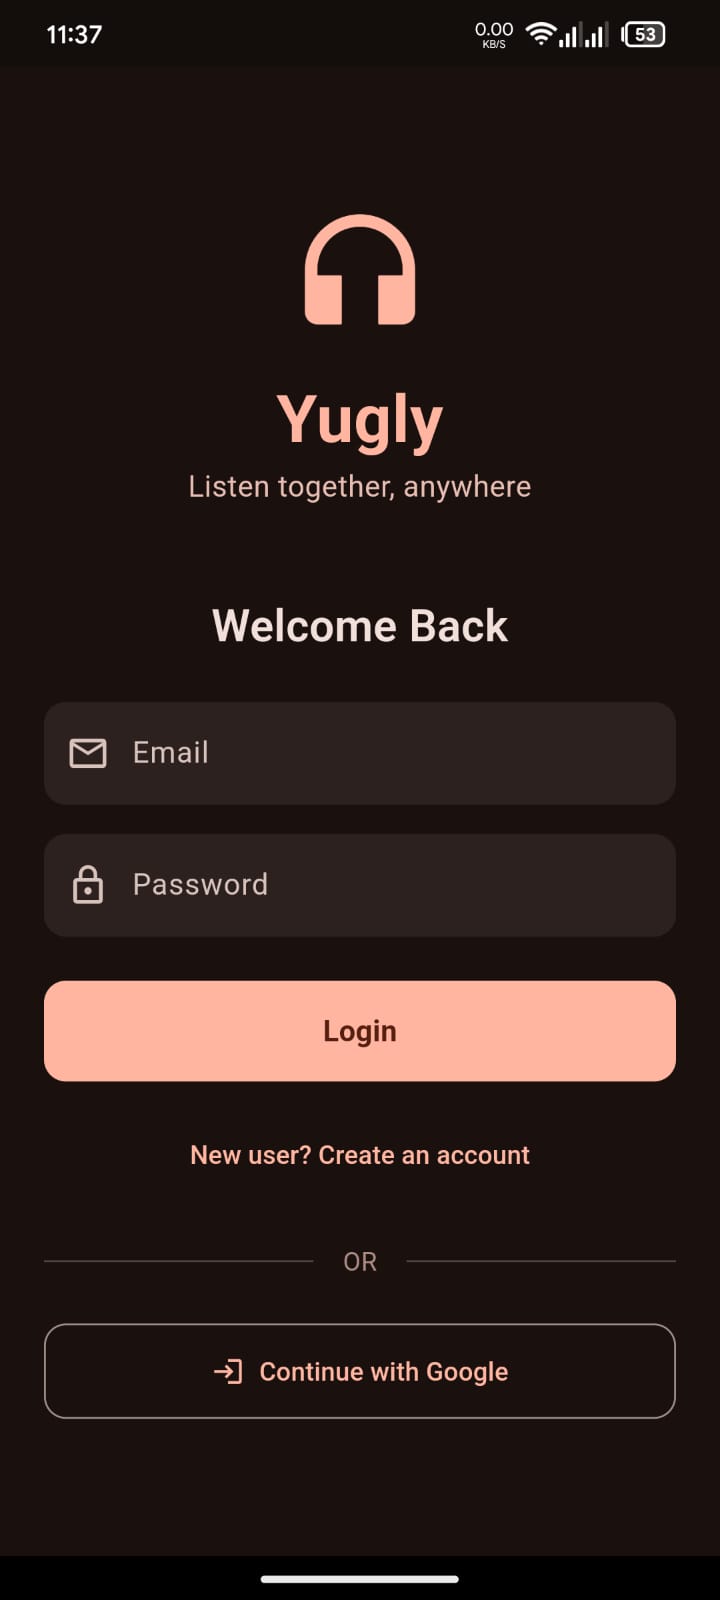 11:37
0.00
KB/S
53
Yugly
Listen together, anywhere
Welcome Back
Email
Password
Login
New user? Create an account
OR
Continue with Google